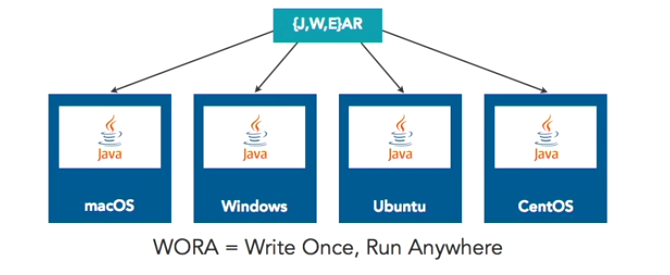 {J,W,E}AR
Java
Java
Java
Java
macOS
Windows
Ubuntu
CentOS
WORA = Write Once, Run Anywhere